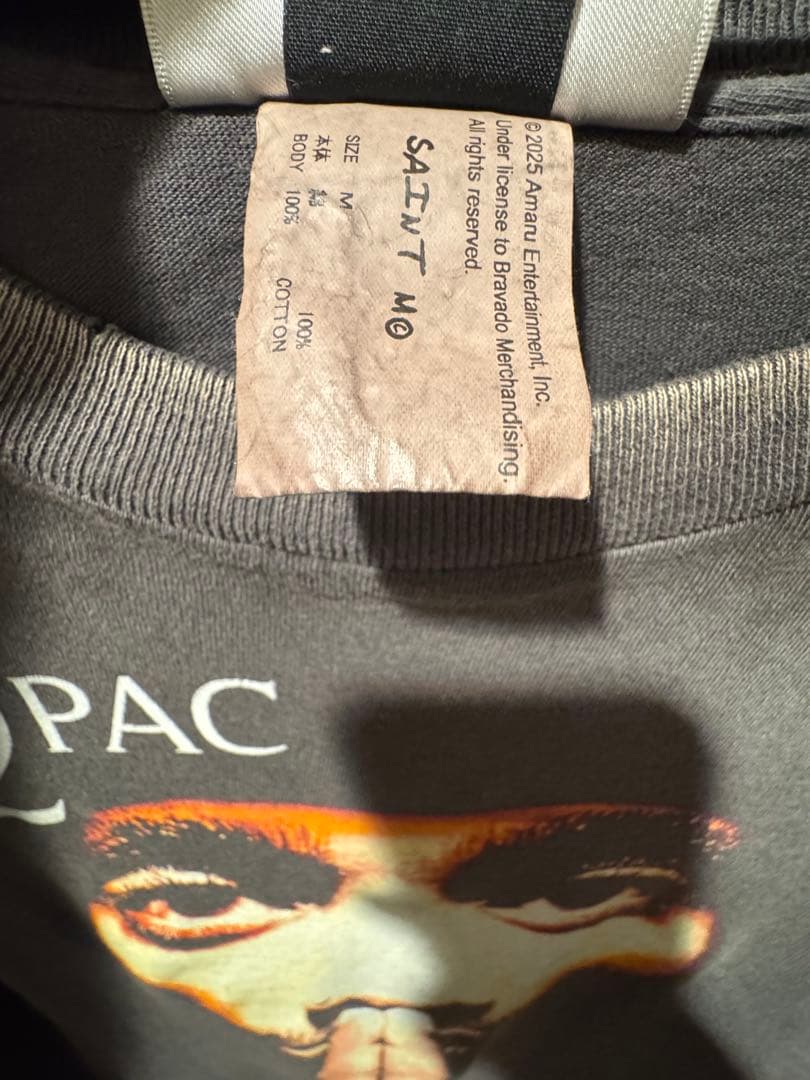 ©2025 Amaru Entertainment, Inc.
Under license to Bravado Merchandising.
All rights reserved.
SAINT M©
SIZE M
本体 綿 100%
BODY 100% COTTON
2PAC